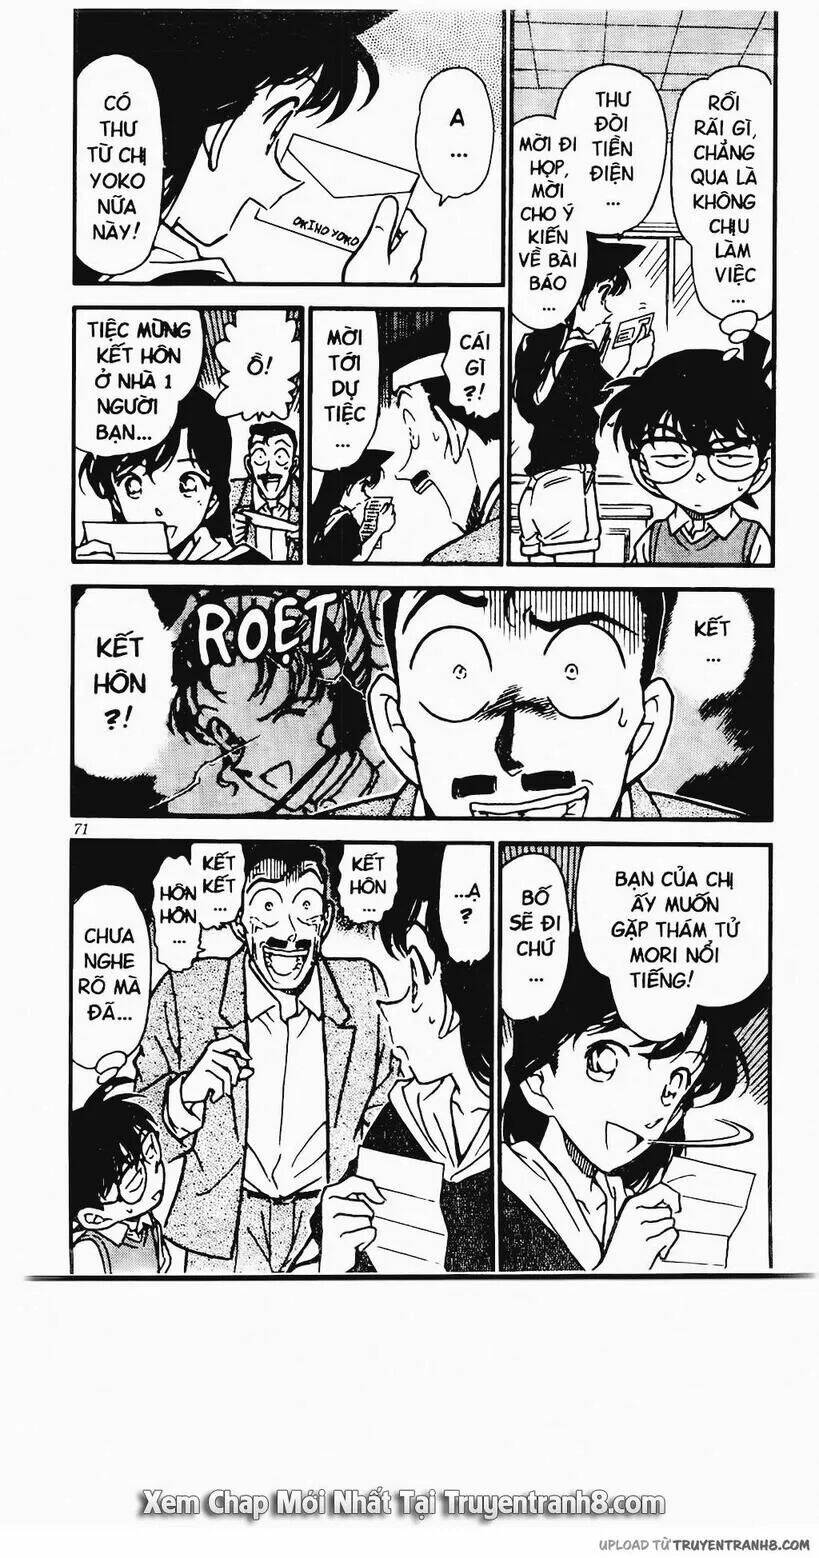 RỒI
RÃI GÌ,
CHẲNG
QUA LÀ
KHÔNG
CHỊU
LÀM
VIỆC
...
THƯ
ĐÒI
TIỀN
ĐIỆN
...
MỜI ĐI
HỌP,
MỜI
CHO Ý
KIẾN
VỀ BÀI
BÁO
...
A
...
CÓ
THƯ
TỪ CHỊ
YOKO
NỮA
NÀY!
OKIHO YOKO
CÁI
GÌ
?!
MỜI
TỚI
DỰ
TIỆC
...
Ồ!
TIỆC MỪNG
KẾT HÔN
Ở NHÀ 1
NGƯỜI
BẠN...
KẾT
...
ROẸT
KẾT
HÔN
?!
71
BẠN CỦA CHỊ
ẤY MUỐN
GẶP THÁM TỬ
MORI NỔI
TIẾNG!
BỐ
SẼ ĐI
CHỨ
...
...Ạ
?
KẾT
HÔN...
KẾT
KẾT
...
HÔN
HÔN
...
CHƯA
NGHE
RÕ MÀ
ĐÃ...
Xem Chap Mới Nhất Tại Truyentranh8.com
UPLOAD TỪ TRUYENTRANH8.COM